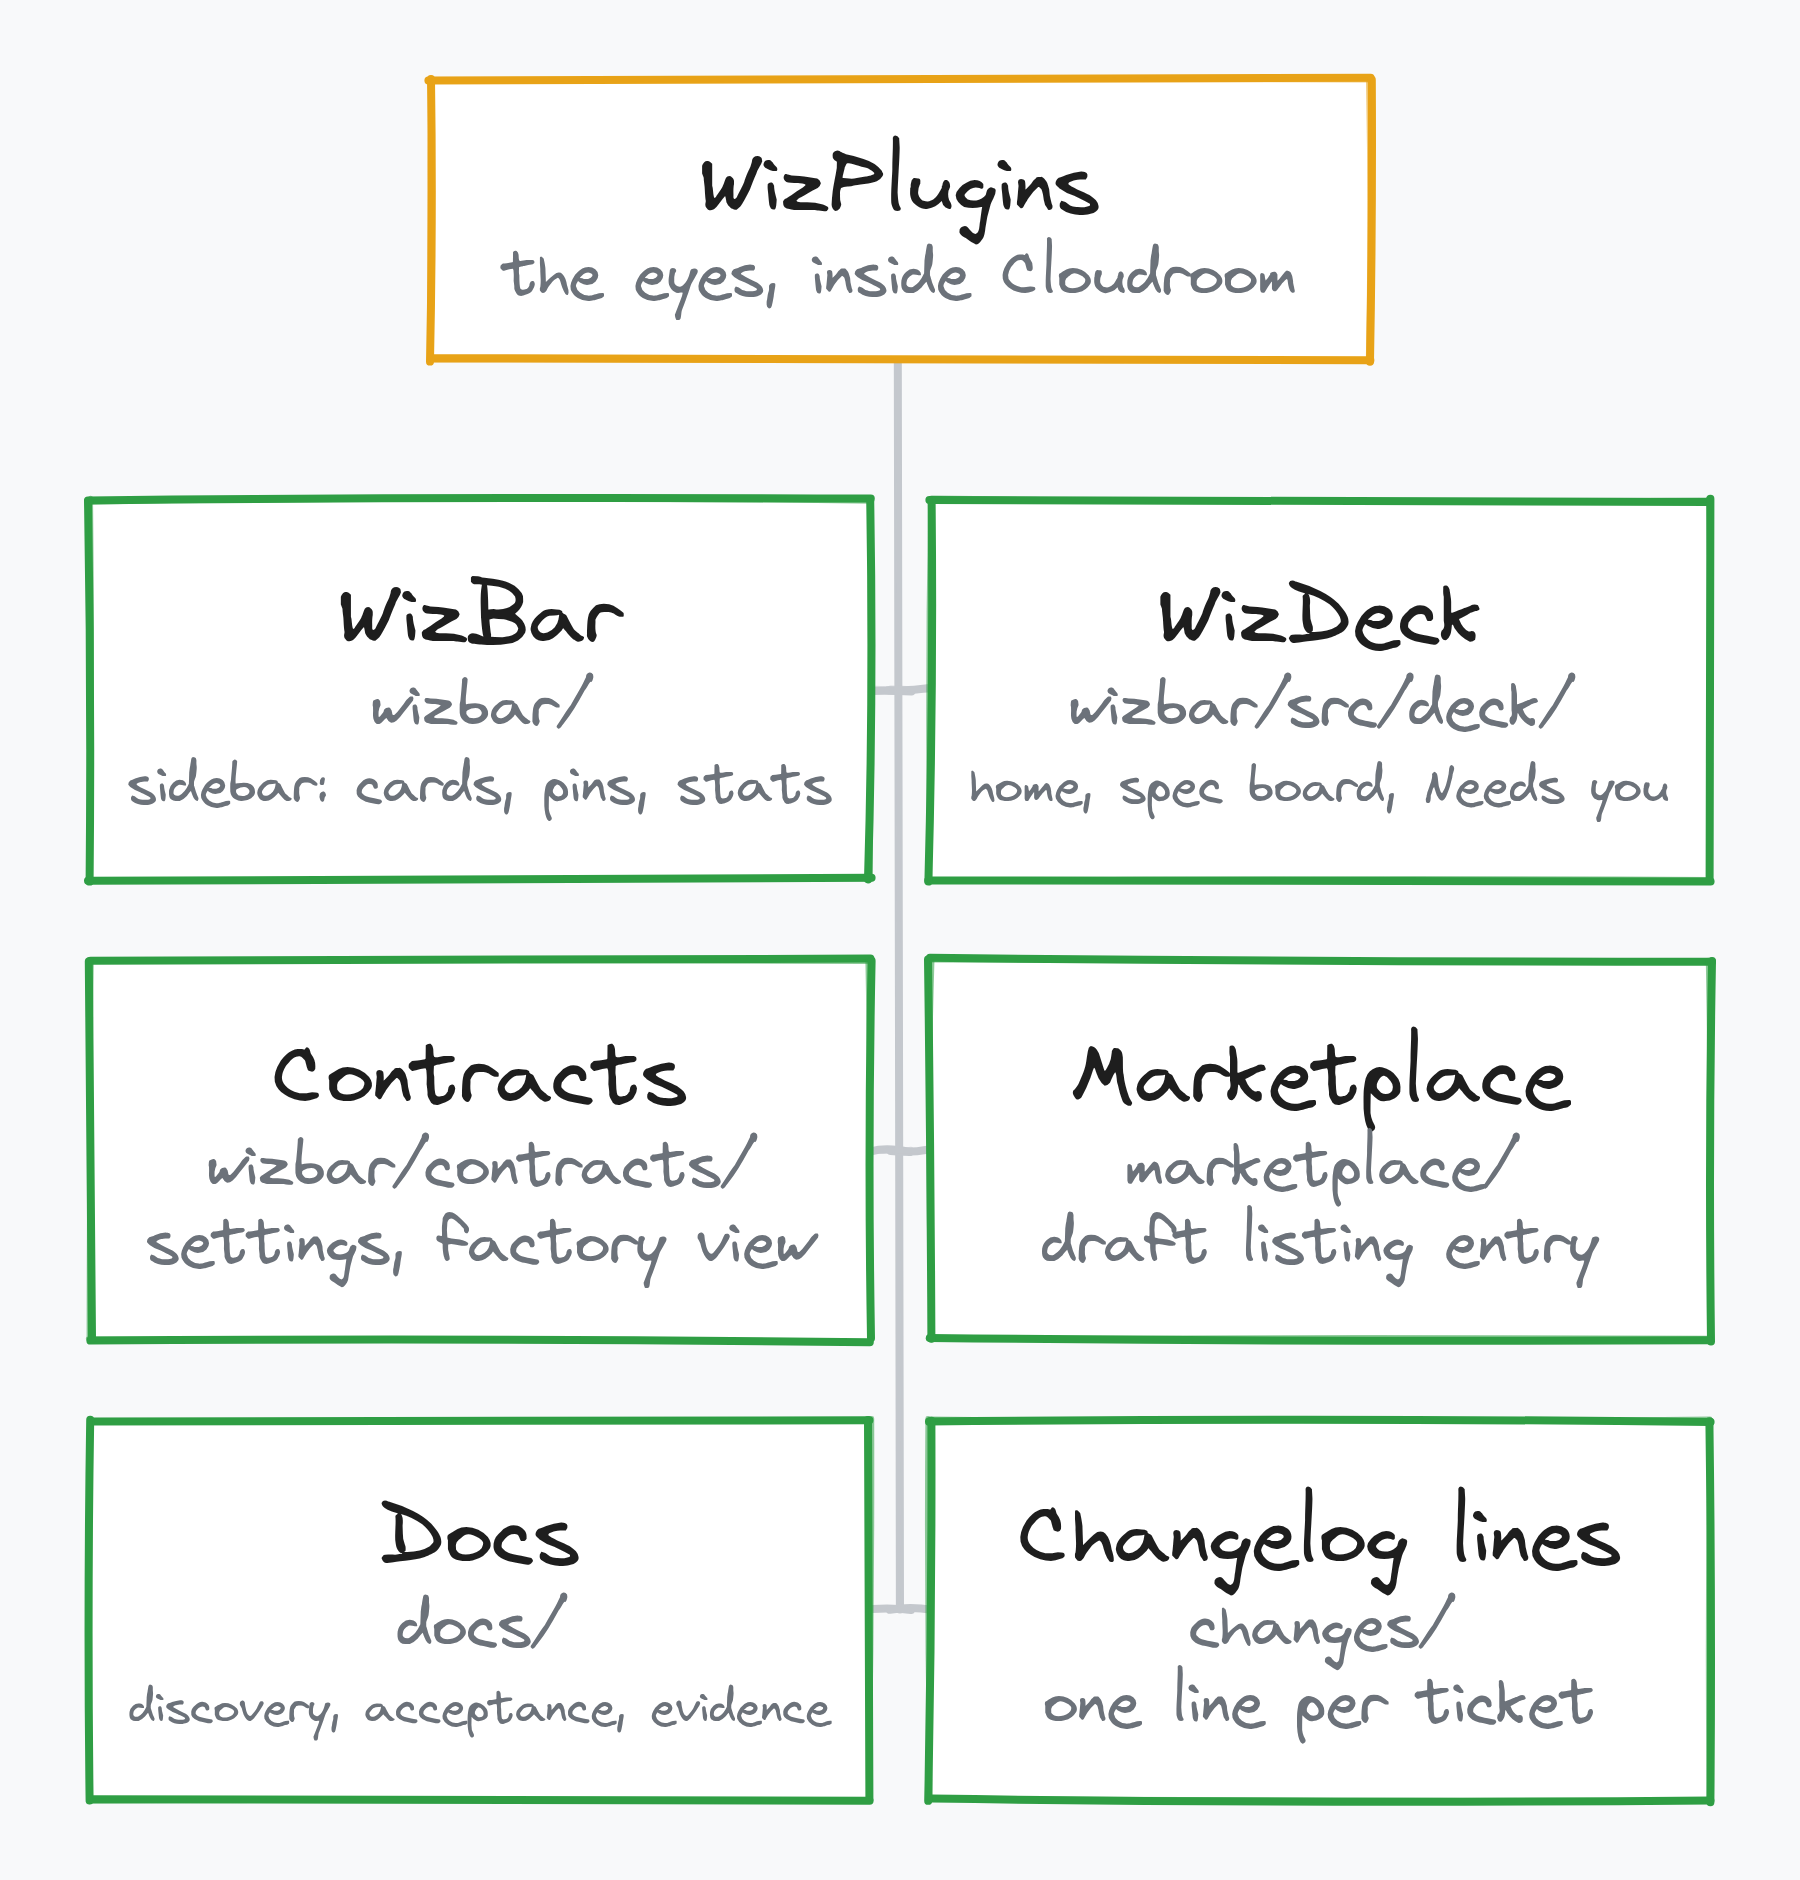 WizPlugins
the eyes, inside Cloudroom
WizBar
wizbar/
sidebar: cards, pins, stats
WizDeck
wizbar/src/deck/
home, spec board, Needs you
Contracts
wizbar/contracts/
settings, factory view
Marketplace
marketplace/
draft listing entry
Docs
docs/
discovery, acceptance, evidence
Changelog lines
changes/
one line per ticket